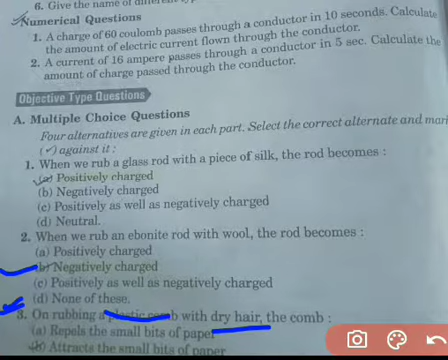 6. Give the name of different
Numerical Questions
1. A charge of 60 coulomb passes through a conductor in 10 seconds. Calculate
the amount of electric current flown through the conductor.
2. A current of 16 ampere passes through a conductor in 5 sec. Calculate the
amount of charge passed through the conductor.
Objective Type Questions
A. Multiple Choice Questions
Four alternatives are given in each part. Select the correct alternate and
(✓) against it :
1. When we rub a glass rod with a piece of silk, the rod becomes :
(a) Positively charged
(b) Negatively charged
(c) Positively as well as negatively charged
(d) Neutral.
2. When we rub an ebonite rod with wool, the rod becomes :
(a) Positively charged
(b) Negatively charged
(c) Positively as well as negatively charged
(d) None of these.
3. On rubbing a plastic comb with dry hair, the comb :
(a) Repels the small bits of paper
(b) Attracts the small bits of paper